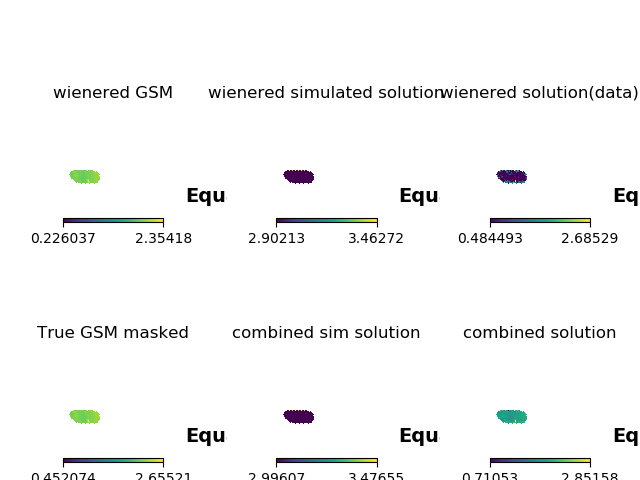 wienered GSM
wienered simulated solution
wienered solution(data)
Equ
Equ
Eq
0.226037 2.35418
2.90213 3.46272
0.484493 2.68529
True GSM masked
combined sim solution
combined solution
Equ
Equ
Eq
0.452074 2.65521
2.99607 3.47655
0.71053 2.85158